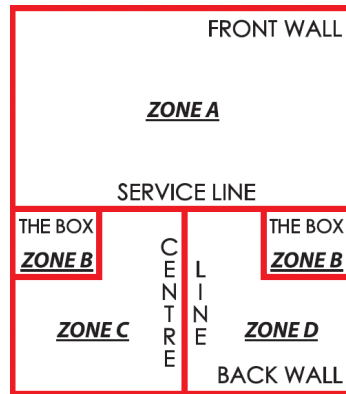 FRONT WALL
ZONE A
SERVICE LINE
THE BOX
ZONE B
THE BOX
ZONE B
CENTRE
LINE
ZONE C
ZONE D
BACK WALL